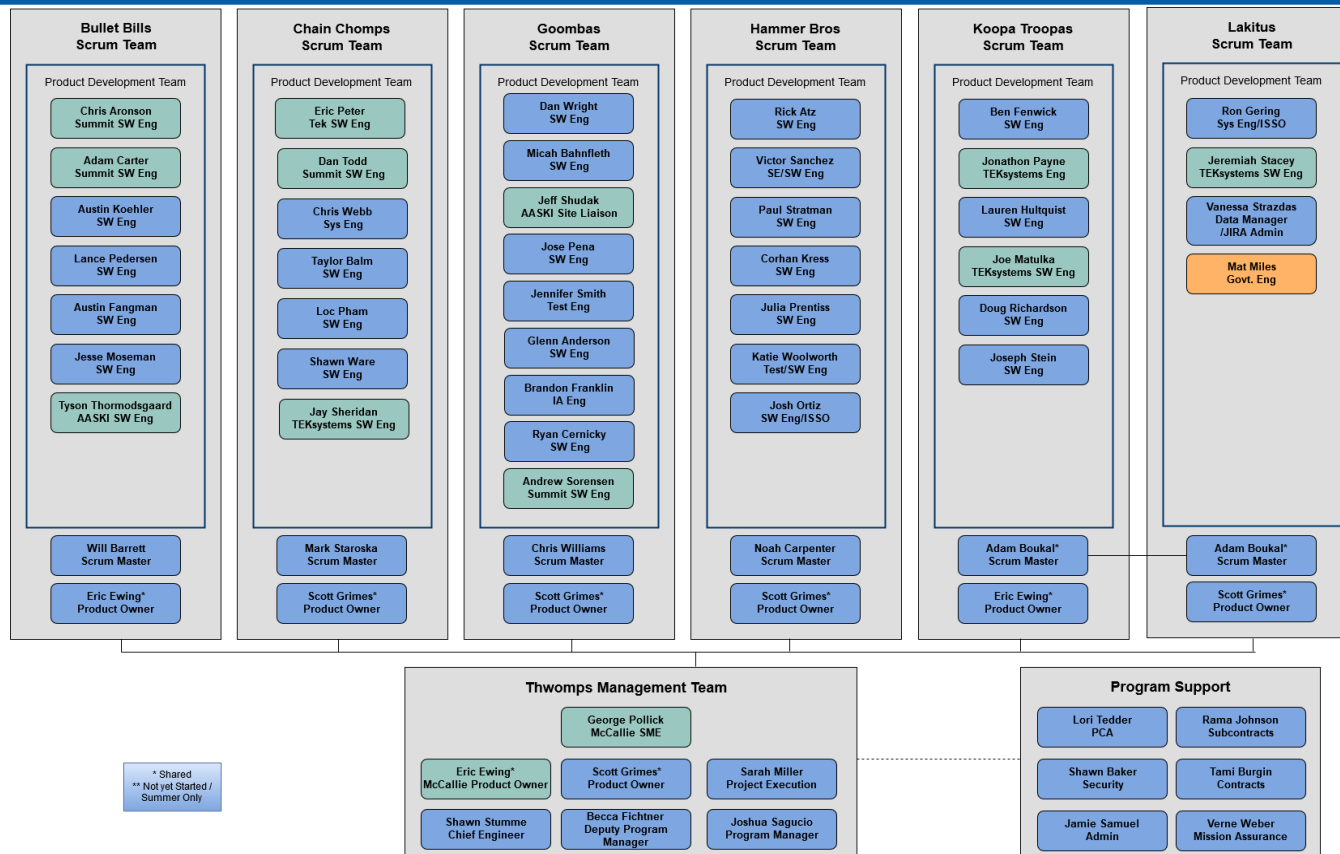 Bullet Bills
Scrum Team
Product Development Team
Chris Aronson
Summit SW Eng
Adam Carter
Summit SW Eng
Austin Koehler
SW Eng
Lance Pedersen
SW Eng
Austin Fangman
SW Eng
Jesse Moseman
SW Eng
Tyson Thormodsgaard
AASKI SW Eng
Will Barrett
Scrum Master
Eric Ewing*
Product Owner
Chain Chomps
Scrum Team
Product Development Team
Eric Peter
Tek SW Eng
Dan Todd
Summit SW Eng
Chris Webb
Sys Eng
Taylor Balm
SW Eng
Loc Pham
SW Eng
Shawn Ware
SW Eng
Jay Sheridan
TEKsystems SW Eng
Mark Staroska
Scrum Master
Scott Grimes*
Product Owner
Goombas
Scrum Team
Product Development Team
Dan Wright
SW Eng
Micah Bahnfleth
SW Eng
Jeff Shudak
AASKI Site Liaison
Jose Pena
SW Eng
Jennifer Smith
Test Eng
Glenn Anderson
SW Eng
Brandon Franklin
IA Eng
Ryan Cernicky
SW Eng
Andrew Sorensen
Summit SW Eng
Chris Williams
Scrum Master
Scott Grimes*
Product Owner
Hammer Bros
Scrum Team
Product Development Team
Rick Atz
SW Eng
Victor Sanchez
SE/SW Eng
Paul Stratman
SW Eng
Corhan Kress
SW Eng
Julia Prentiss
SW Eng
Katie Woolworth
Test/SW Eng
Josh Ortiz
SW Eng/ISSO
Noah Carpenter
Scrum Master
Scott Grimes*
Product Owner
Koopa Troopas
Scrum Team
Product Development Team
Ben Fenwick
SW Eng
Jonathon Payne
TEKsystems Eng
Lauren Hultquist
SW Eng
Joe Matulka
TEKsystems SW Eng
Doug Richardson
SW Eng
Joseph Stein
SW Eng
Adam Boukal*
Scrum Master
Eric Ewing*
Product Owner
Lakitus
Scrum Team
Product Development Team
Ron Gering
Sys Eng/ISSO
Jeremiah Stacey
TEKsystems SW Eng
Vanessa Strazdas
Data Manager
/JIRA Admin
Mat Miles
Govt. Eng
Adam Boukal*
Scrum Master
Scott Grimes*
Product Owner
* Shared
** Not yet Started /
Summer Only
Thwomps Management Team
George Pollick
McCallie SME
Eric Ewing*
McCallie Product Owner
Scott Grimes*
Product Owner
Sarah Miller
Project Execution
Shawn Stumme
Chief Engineer
Becca Fichtner
Deputy Program
Manager
Joshua Sagucio
Program Manager
Program Support
Lori Tedder
PCA
Rama Johnson
Subcontracts
Shawn Baker
Security
Tami Burgin
Contracts
Jamie Samuel
Admin
Verne Weber
Mission Assurance